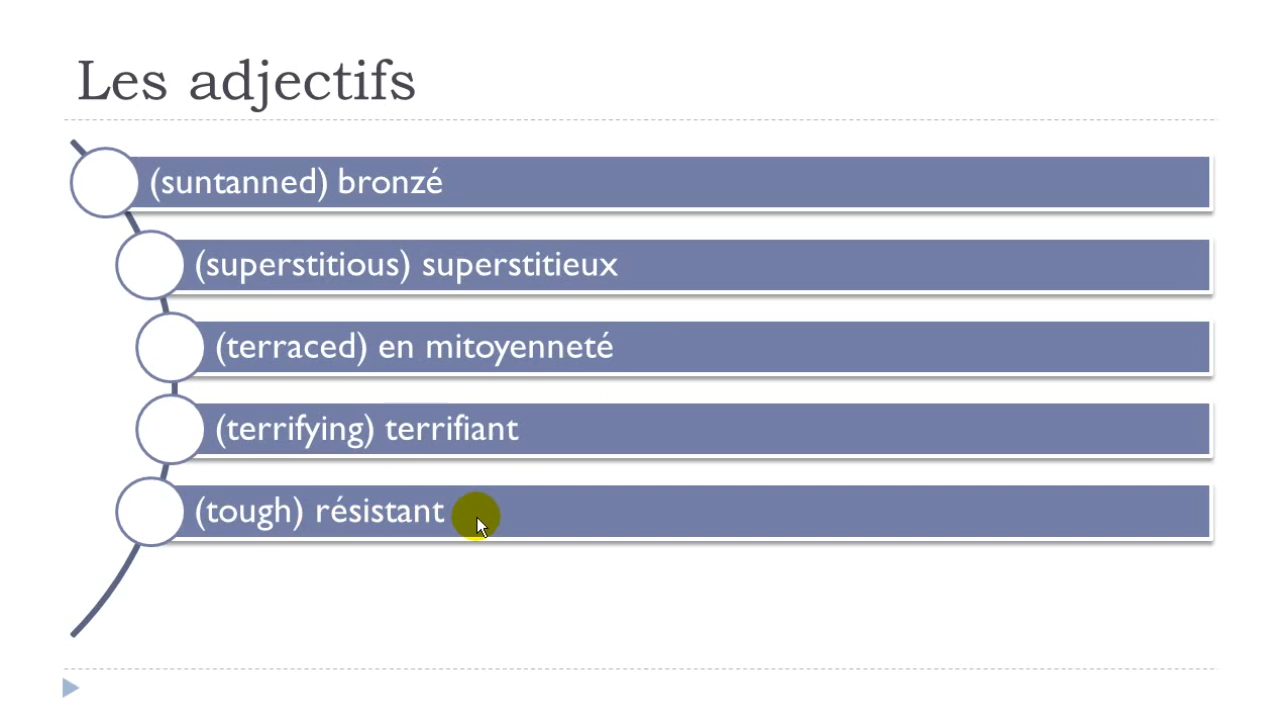 Les adjectifs
(suntanned) bronzé
(superstitious) superstitieux
(terraced) en mitoyenneté
(terrifying) terrifiant
(tough) résistant